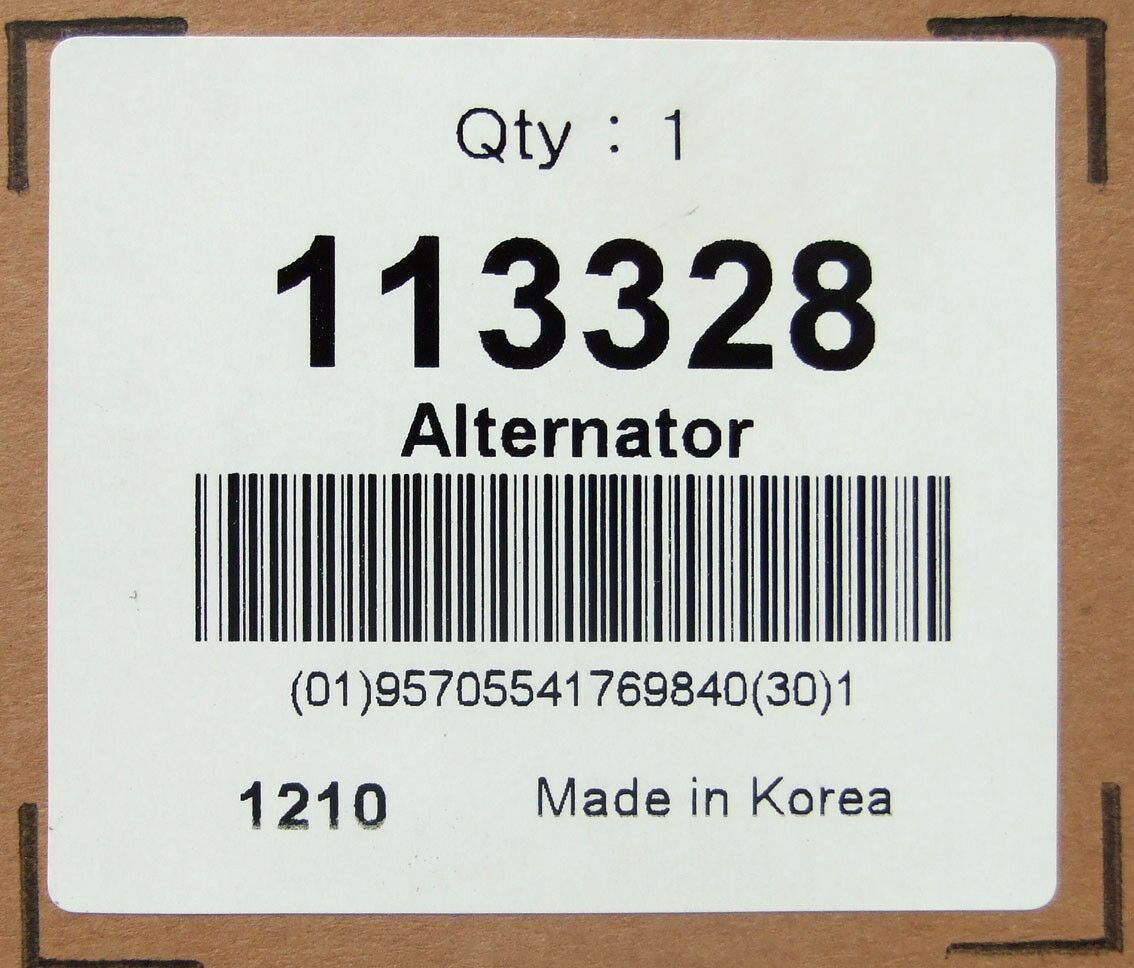 Qty : 1
113328
Alternator
(01)95705541769840(30)1
1210 Made in Korea